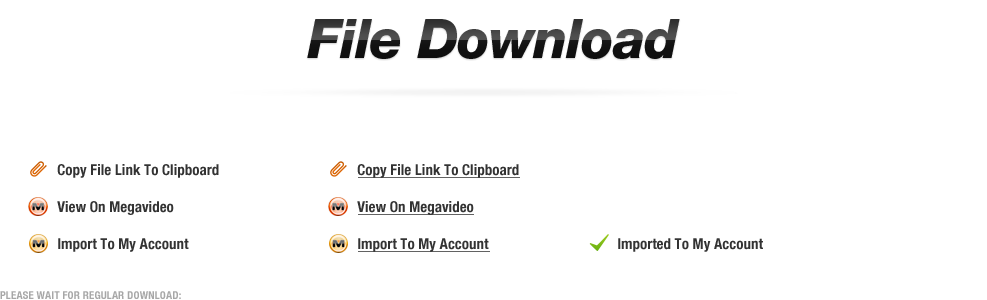 File Download
Copy File Link To Clipboard Copy File Link To Clipboard
View On Megavideo View On Megavideo
Import To My Account Import To My Account Imported To My Account
PLEASE WAIT FOR REGULAR DOWNLOAD: